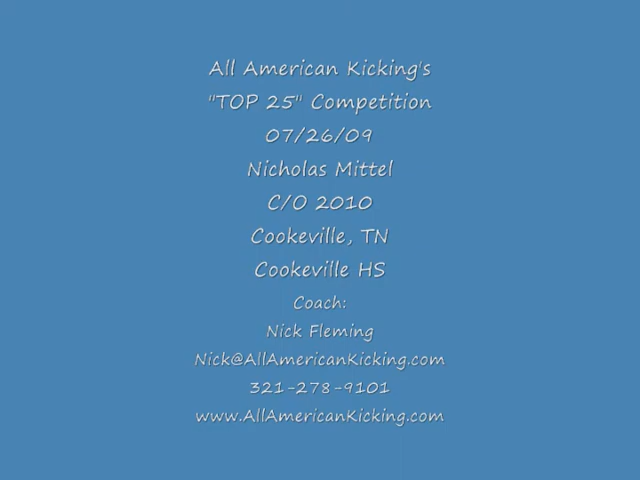 All American Kicking's
"TOP 25" Competition
07/26/09
Nicholas Mittel
C/O 2010
Cookeville, TN
Cookeville HS
Coach:
Nick Fleming
Nick@AllAmericanKicking.com
321-278-9101
www.AllAmericanKicking.com